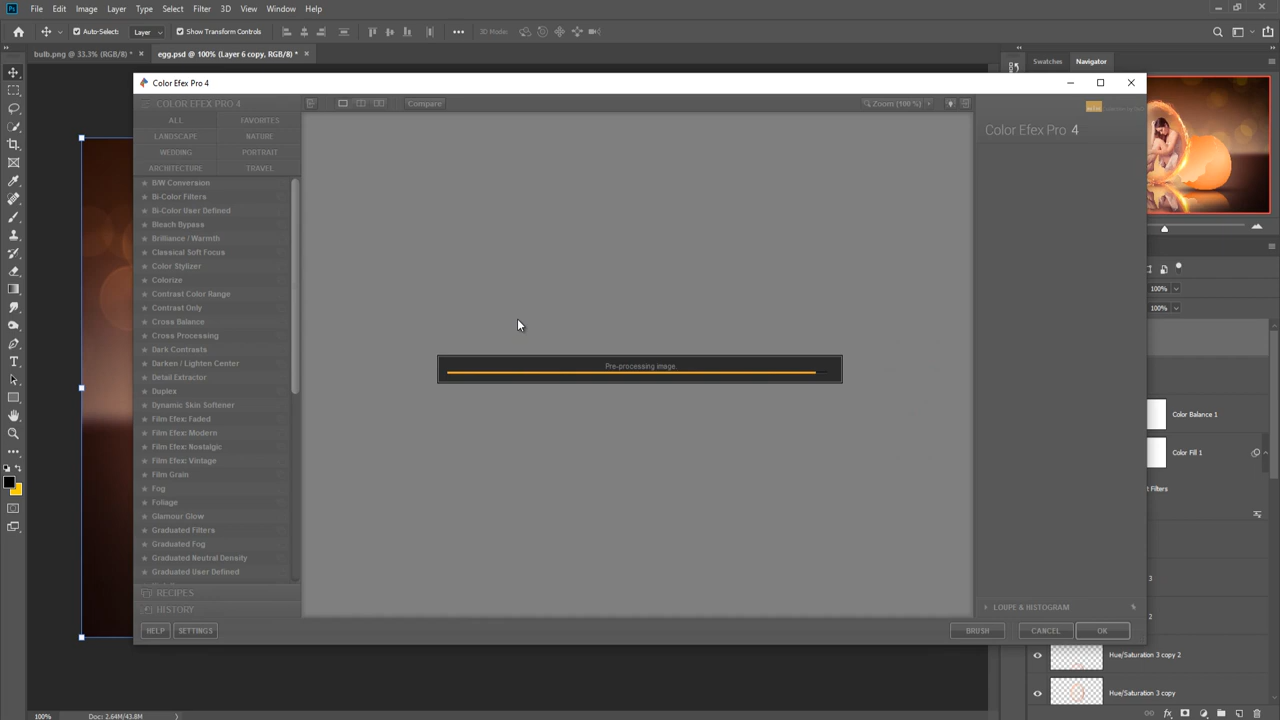 Ps File Edit Image Layer Type Select Filter 3D View Window Help
Auto-Select: Layer Show Transform Controls 3D Mode:
bulb.png @ 33.3% (RGB/8) * × egg.psd @ 100% (Layer 6 copy, RGB/8) * ×
Swatches Navigator
Color Efex Pro 4
COLOR EFEX PRO 4
Compare
Zoom (100 %)
ALL FAVORITES
LANDSCAPE NATURE
WEDDING PORTRAIT
ARCHITECTURE TRAVEL
Color Efex Pro 4
B/W Conversion
Bi-Color Filters
Bi-Color User Defined
Bleach Bypass
Brilliance / Warmth
Classical Soft Focus
Color Stylizer
Colorize
Contrast Color Range
Contrast Only
Cross Balance
Cross Processing
Dark Contrasts
Darken / Lighten Center
Detail Extractor
Duplex
Dynamic Skin Softener
Film Efex: Faded
Film Efex: Modern
Film Efex: Nostalgic
Film Efex: Vintage
Film Grain
Fog
Foliage
Glamour Glow
Graduated Filters
Graduated Fog
Graduated Neutral Density
Graduated User Defined
RECIPES
HISTORY
HELP SETTINGS
Pre-processing image.
LOUPE & HISTOGRAM
BRUSH CANCEL OK
100%
100%
Color Balance 1
Color Fill 1
t Filters
3
2
Hue/Saturation 3 copy 2
Hue/Saturation 3 copy
fx
100% Doc: 2.64M/43.8M